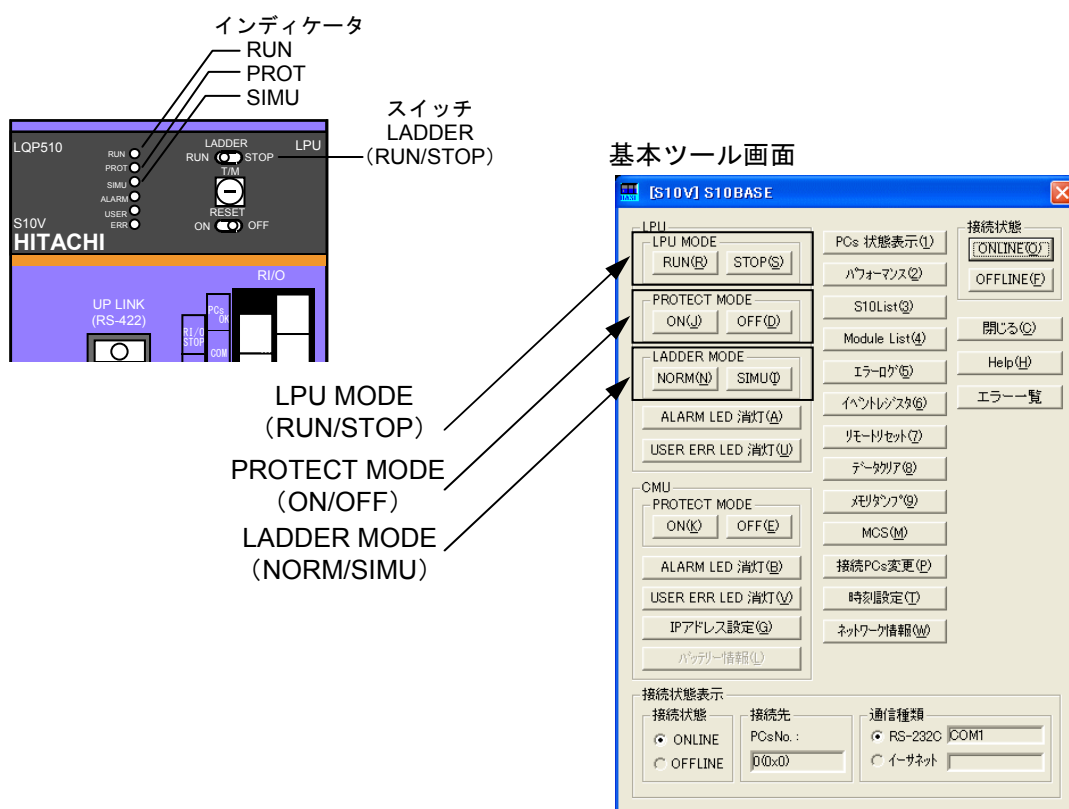 インディケータ
RUN
PROT
SIMU
スイッチ
LADDER
（RUN/STOP）
LQP510
LPU
LADDER
RUN
STOP
T/M
RESET
ON
OFF
RUN
PROT
SIMU
ALARM
USER
ERR
S10V
HITACHI
RI/O
UP LINK
(RS-422)
RI/O
STOP
PCs
OK
COM
LPU MODE
（RUN/STOP）
PROTECT MODE
（ON/OFF）
LADDER MODE
（NORM/SIMU）
基本ツール画面
[S10V] S10BASE
LPU
LPU MODE
RUN(R)
STOP(S)
PROTECT MODE
ON(J)
OFF(D)
LADDER MODE
NORM(N)
SIMU(I)
ALARM LED 消灯(A)
USER ERR LED 消灯(U)
CMU
PROTECT MODE
ON(K)
OFF(E)
ALARM LED 消灯(B)
USER ERR LED 消灯(V)
IPアドレス設定(G)
バッテリー情報(L)
PCs 状態表示(1)
ﾊﾟﾌｫｰﾏﾝｽ(2)
S10List(3)
Module List(4)
ｴﾗｰﾛｸﾞ(5)
ｲﾍﾞﾝﾄﾚｼﾞｽﾀ(6)
ﾘﾓｰﾄﾘｾｯﾄ(7)
ﾃﾞｰﾀｸﾘｱ(8)
ﾒﾓﾘﾀﾞﾝﾌﾟ(9)
MCS(M)
接続PCs変更(P)
時刻設定(T)
ﾈｯﾄﾜｰｸ情報(W)
接続状態
ONLINE(O)
OFFLINE(F)
閉じる(C)
Help(H)
エラー一覧
接続状態表示
接続状態
ONLINE
OFFLINE
接続先
PCsNo.：
0(0x0)
通信種類
RS-232C
COM1
イーサネット